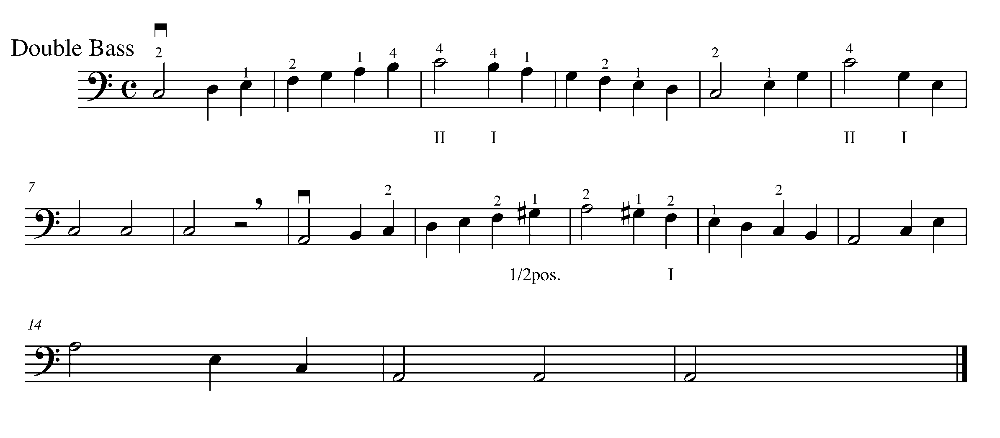 Double Bass
2 1 2 1 4 4 4 1 2 1 2 1 4
II I II I
7
2 2 1 2 1 2 1 2
1/2pos. I
14